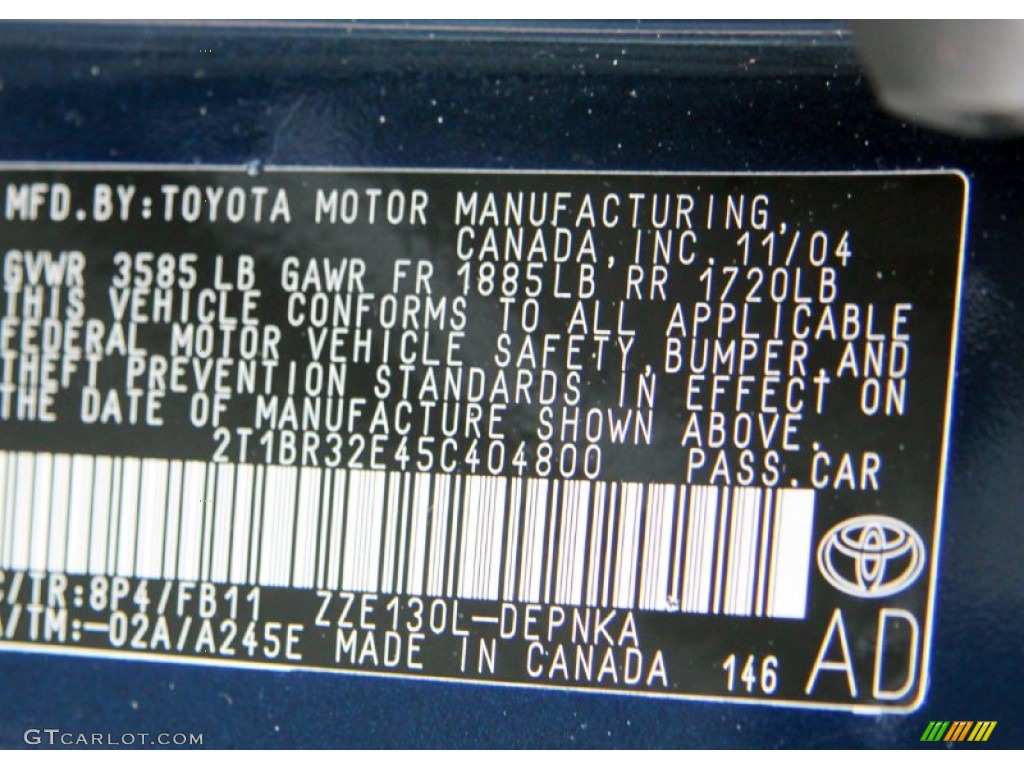 MFD.BY:TOYOTA MOTOR MANUFACTURING,
CANADA,INC. 11/04
GVWR 3585LB GAWR FR 1885LB RR 1720LB
THIS VEHICLE CONFORMS TO ALL APPLICABLE
FEDERAL MOTOR VEHICLE SAFETY,BUMPER,AND
THEFT PREVENTION STANDARDS IN EFFECT ON
THE DATE OF MANUFACTURE SHOWN ABOVE.
2T1BR32E45C404800 PASS.CAR
C/TR:8P4/FB11 ZZE130L-DEPNKA
A/TM:-02A/A245E MADE IN CANADA 146 AD
GTCARLOT.COM